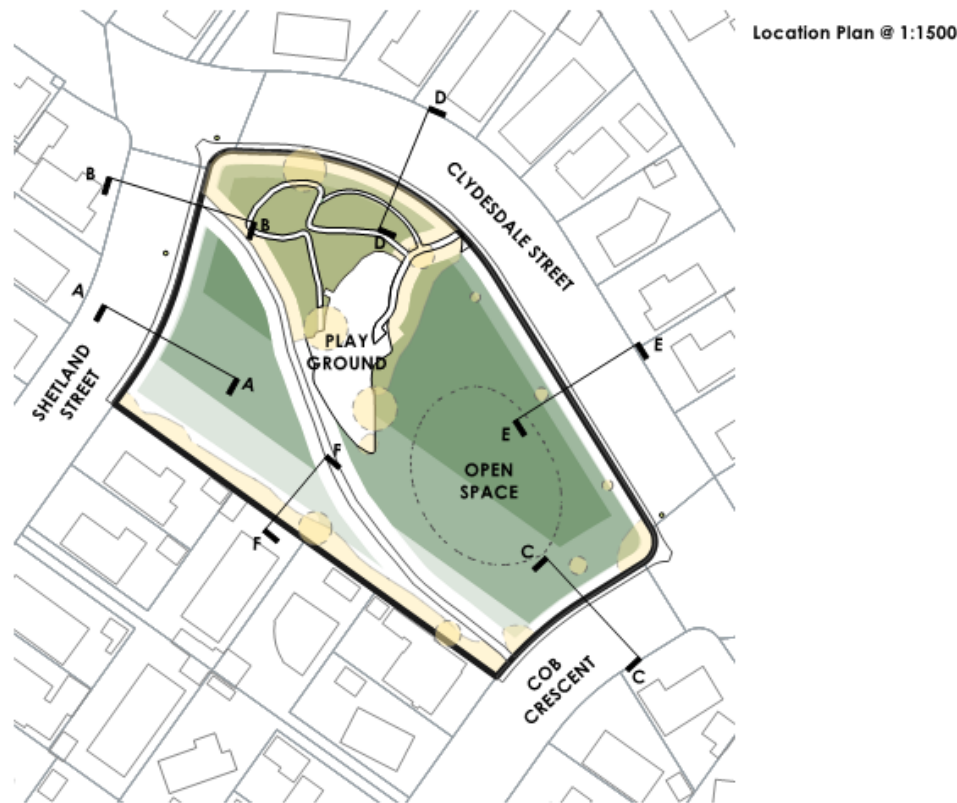 Location Plan @ 1:1500
D
CLYDESDALE STREET
B
B
D
A
PLAY
GROUND
E
SHETLAND
STREET
A
E
F
OPEN
SPACE
F
C
COB
CRESCENT
C